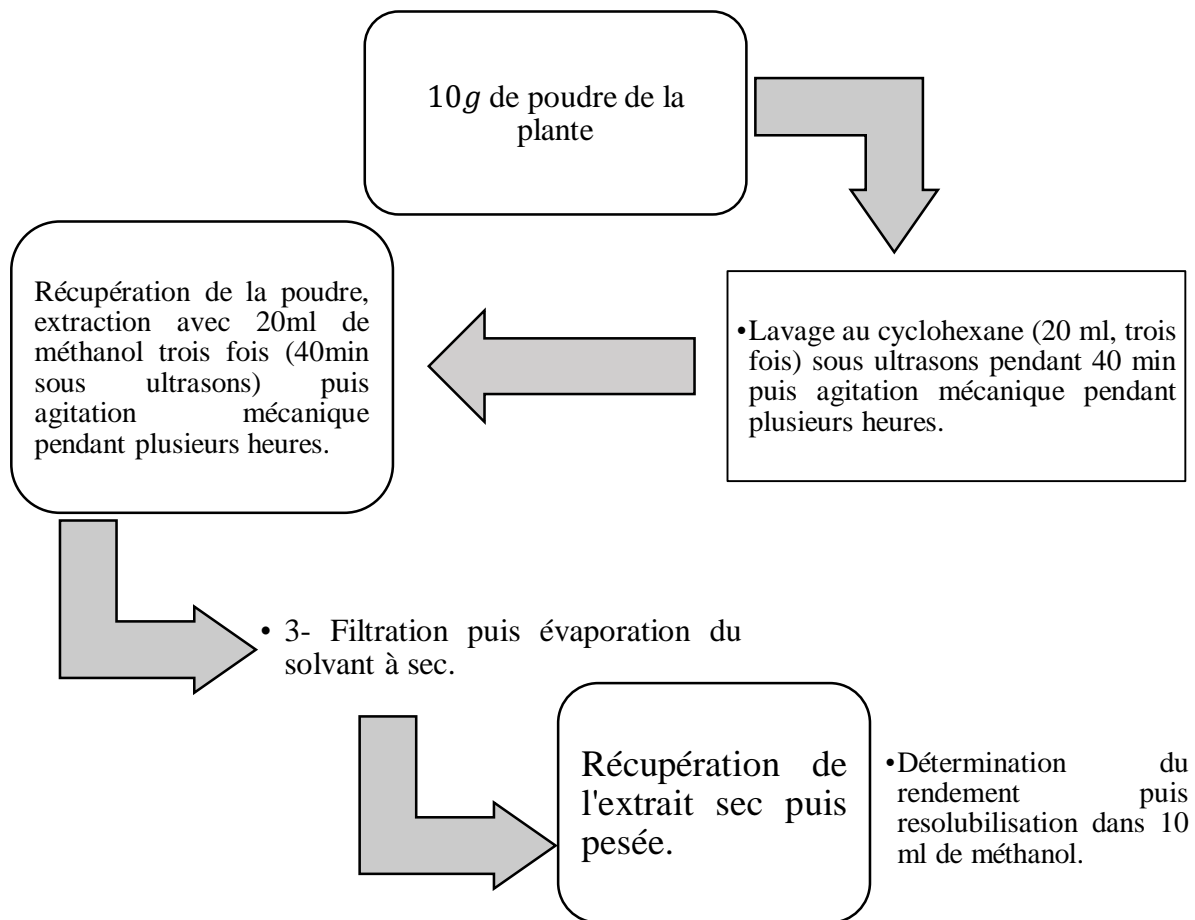 10g de poudre de la
plante
•Lavage au cyclohexane (20 ml, trois
fois) sous ultrasons pendant 40 min
puis agitation mécanique pendant
plusieurs heures.
Récupération de la poudre,
extraction avec 20ml de
méthanol trois fois (40min
sous ultrasons) puis
agitation mécanique
pendant plusieurs heures.
• 3- Filtration puis évaporation du
solvant à sec.
Récupération de
l'extrait sec puis
pesée.
•Détermination du
rendement puis
resolubilisation dans 10
ml de méthanol.